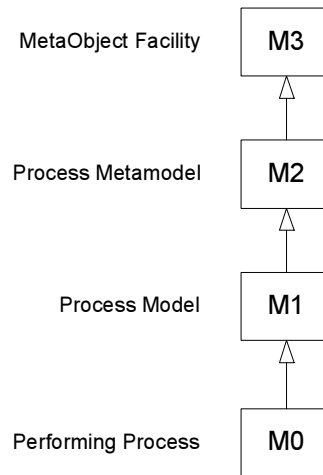 MetaObject Facility M3
Process Metamodel M2
Process Model M1
Performing Process M0